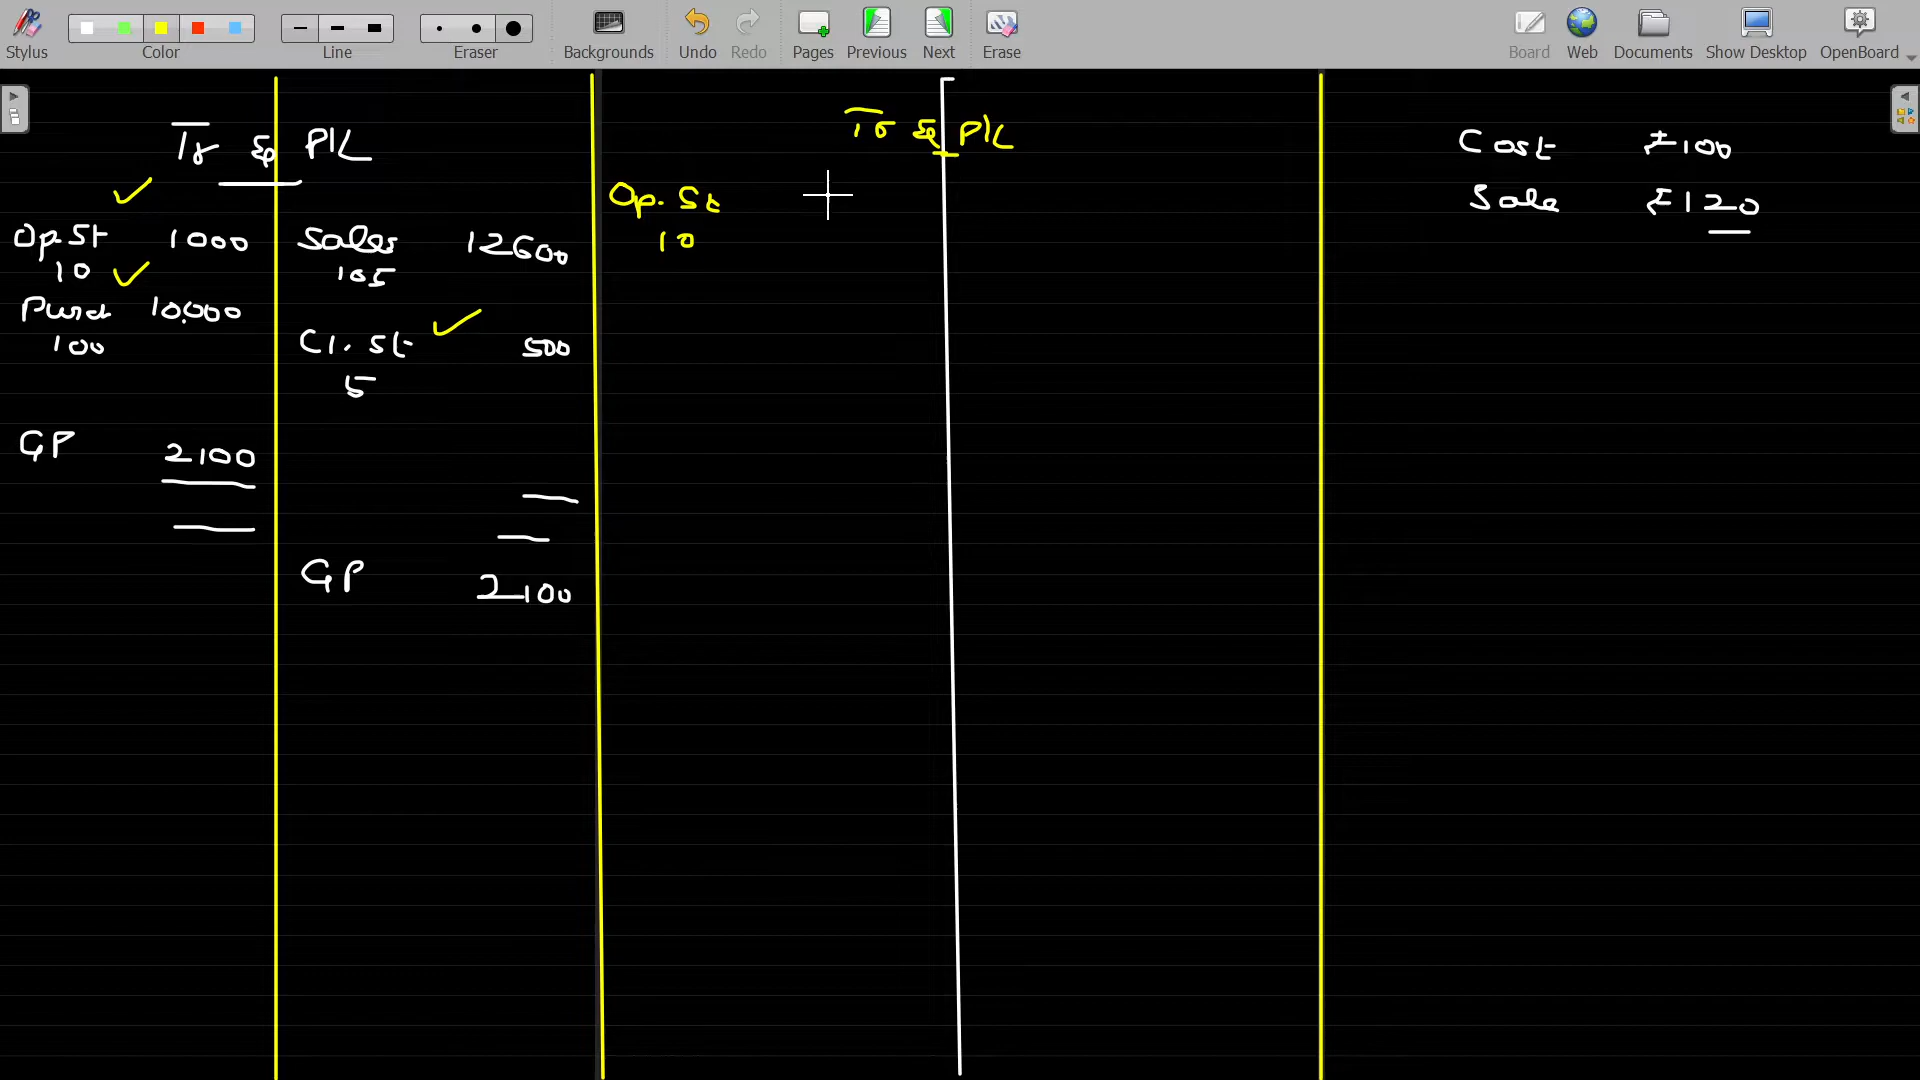 Stylus
Color
Line
Eraser
Backgrounds
Undo
Redo
Pages
Previous
Next
Erase
Board
Web
Documents
Show Desktop
OpenBoard
Tr & P/L
Op. St 1000
10
Purch 10,000
100
GP 2100
Sales 12600
105
Cl. St 500
5
GP 2100
Tr & P/L
Op. St
10
Cost ₹100
Sale ₹120